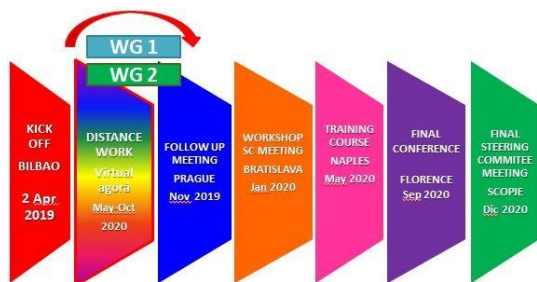 WG 1
WG 2
KICK
OFF
BILBAO
2 Apr
2019
DISTANCE
WORK
Virtual
agora
May-Oct
2020
FOLLOW UP
MEETING
PRAGUE
Nov 2019
WORKSHOP
SC MEETING
BRATISLAVA
Jan 2020
TRAINING
COURSE
NAPLES
May 2020
FINAL
CONFERENCE
FLORENCE
Sep 2020
FINAL
STEERING
COMMITEE
MEETING
SCOPIE
Dic 2020